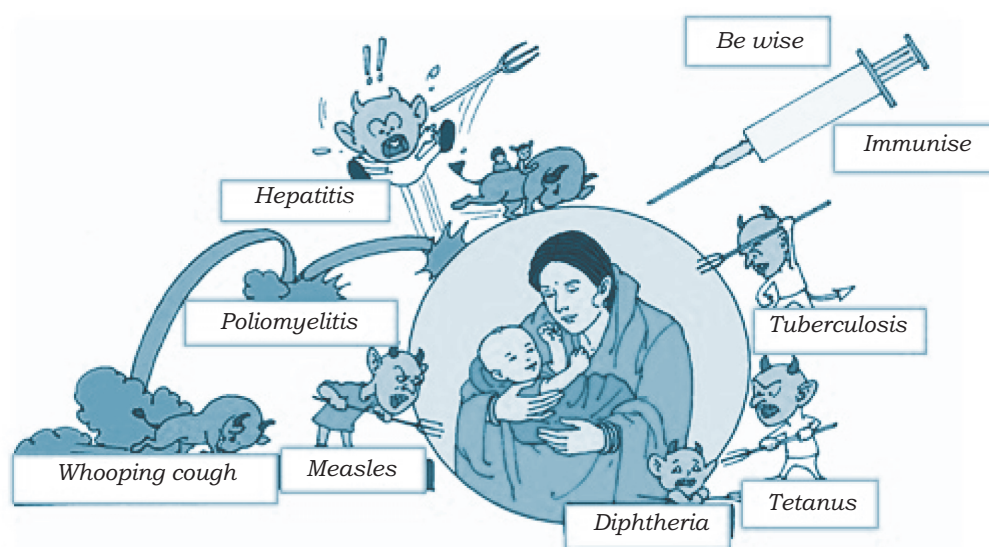 Be wise
Immunise
Hepatitis
Poliomyelitis
Tuberculosis
Whooping cough
Measles
Tetanus
Diphtheria